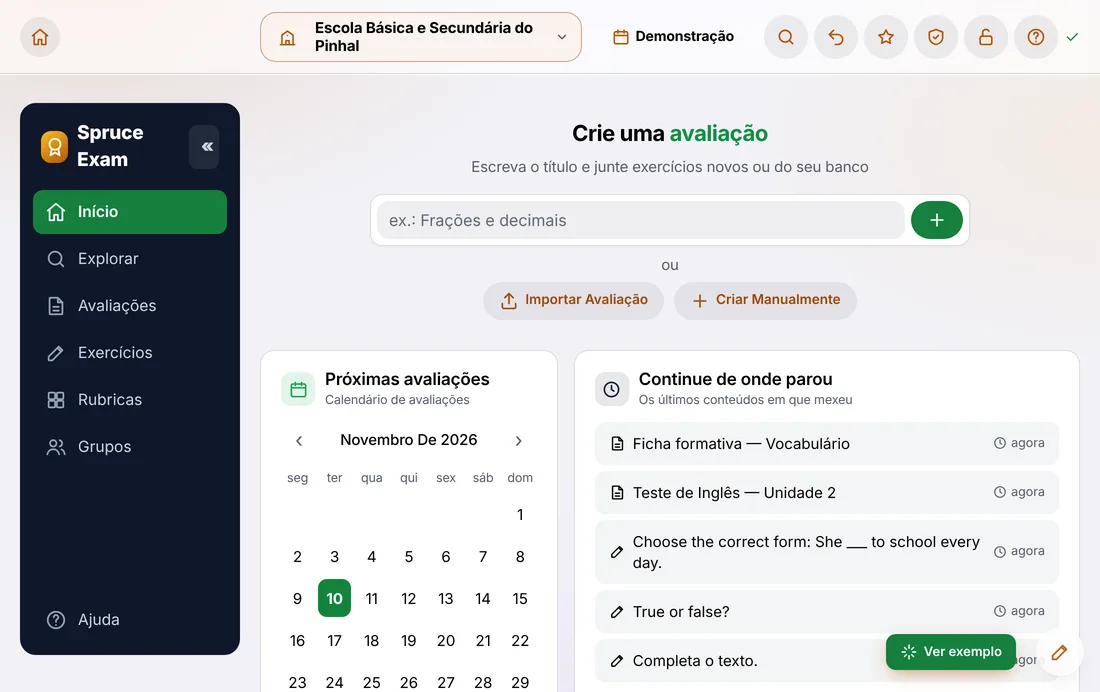 Escola Básica e Secundária do
Pinhal
Demonstração
Spruce
Exam
Início
Explorar
Avaliações
Exercícios
Rubricas
Grupos
Ajuda
Crie uma avaliação
Escreva o título e junte exercícios novos ou do seu banco
ex.: Frações e decimais
ou
Importar Avaliação
Criar Manualmente
Próximas avaliações
Calendário de avaliações
Novembro De 2026
seg ter qua qui sex sáb dom
1
2 3 4 5 6 7 8
9 10 11 12 13 14 15
16 17 18 19 20 21 22
23 24 25 26 27 28 29
Continue de onde parou
Os últimos conteúdos em que mexeu
Ficha formativa — Vocabulário agora
Teste de Inglês — Unidade 2 agora
Choose the correct form: She ___ to school every
day. agora
True or false? agora
Completa o texto.
Ver exemplo